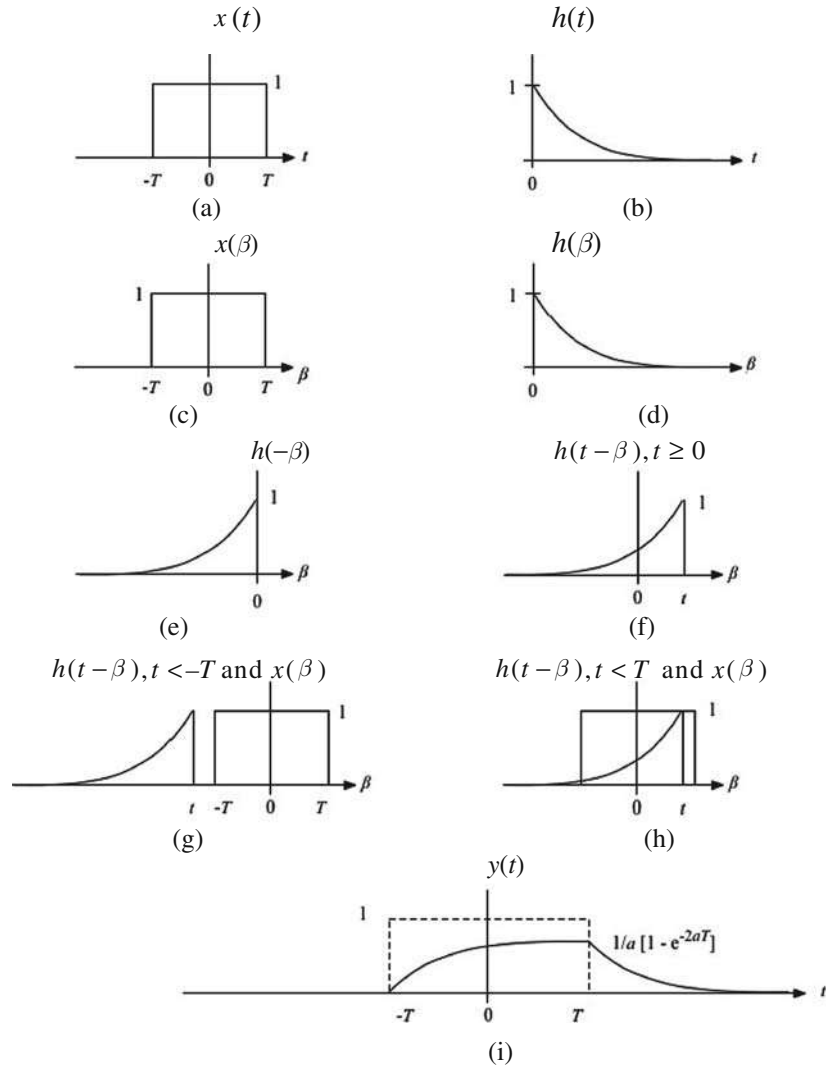 x(t)
h(t)
1
1
-T 0 T t
0 t
(a)
(b)
x(β)
h(β)
1
1
-T 0 T β
0 β
(c)
(d)
h(−β)
h(t−β), t ≥ 0
1
1
β
0
0 t β
(e)
(f)
h(t−β), t <−T and x(β)
h(t−β), t < T and x(β)
1
1
t -T 0 T β
0 t β
(g)
(h)
y(t)
1
1/a [1 - e^{-2aT}]
-T 0 T t
(i)